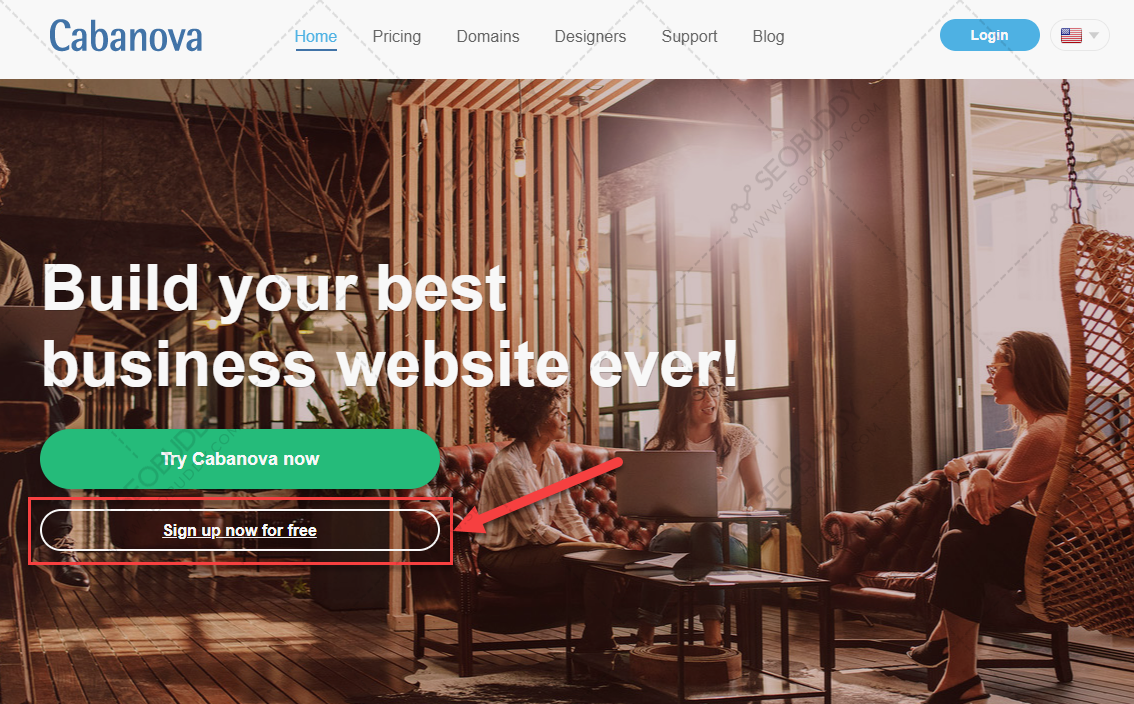 Cabanova
Home Pricing Domains Designers Support Blog
Login
SEOBUDDY
WWW.SEOBUDDY.COM
Build your best
business website ever!
Try Cabanova now
Sign up now for free